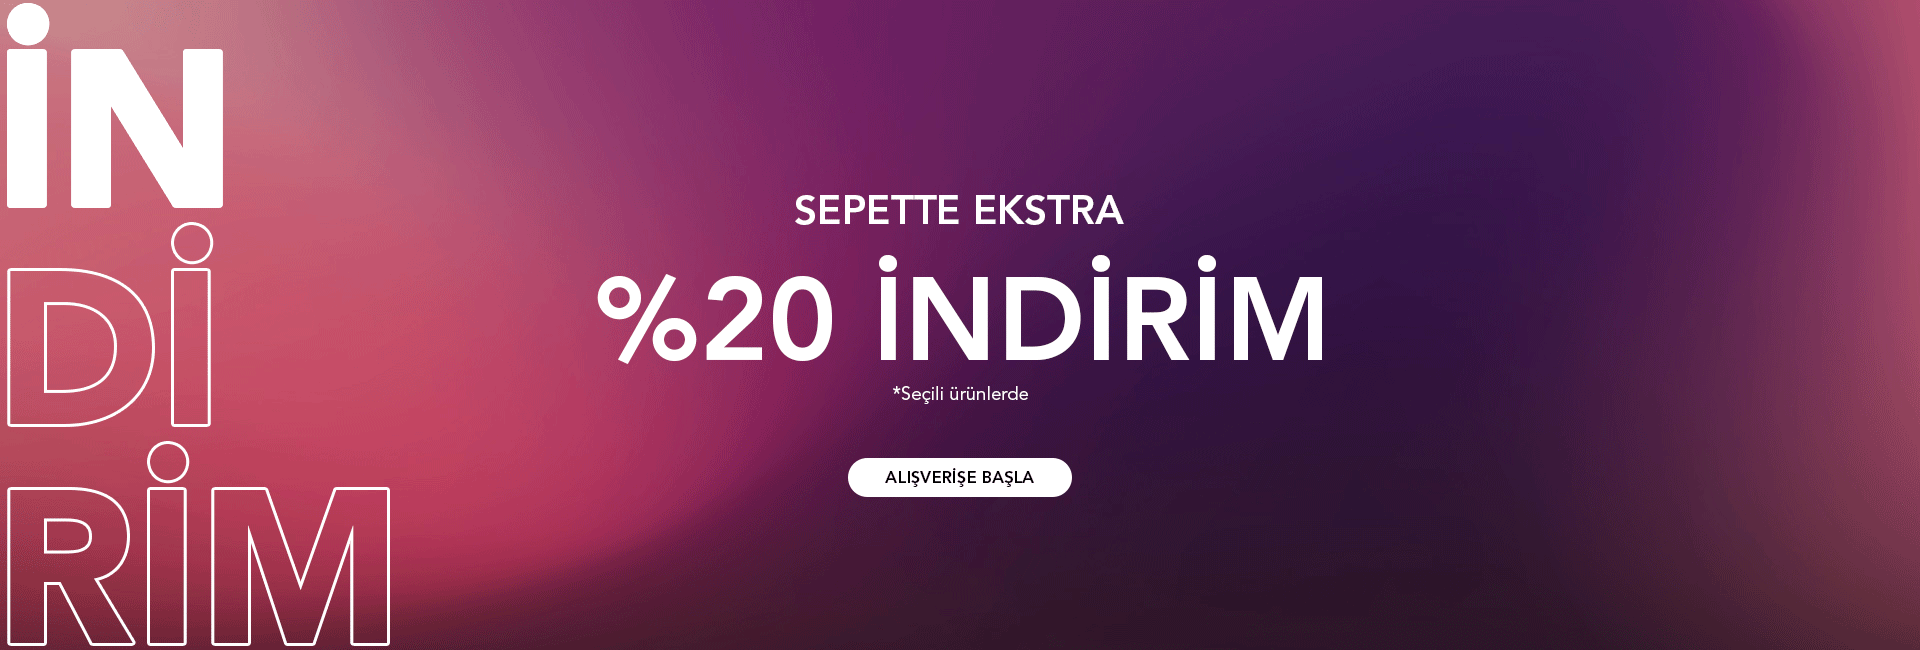 İN
Dİ
RİM
SEPETTE EKSTRA
%20 İNDİRİM
*Seçili ürünlerde
ALIŞVERİŞE BAŞLA